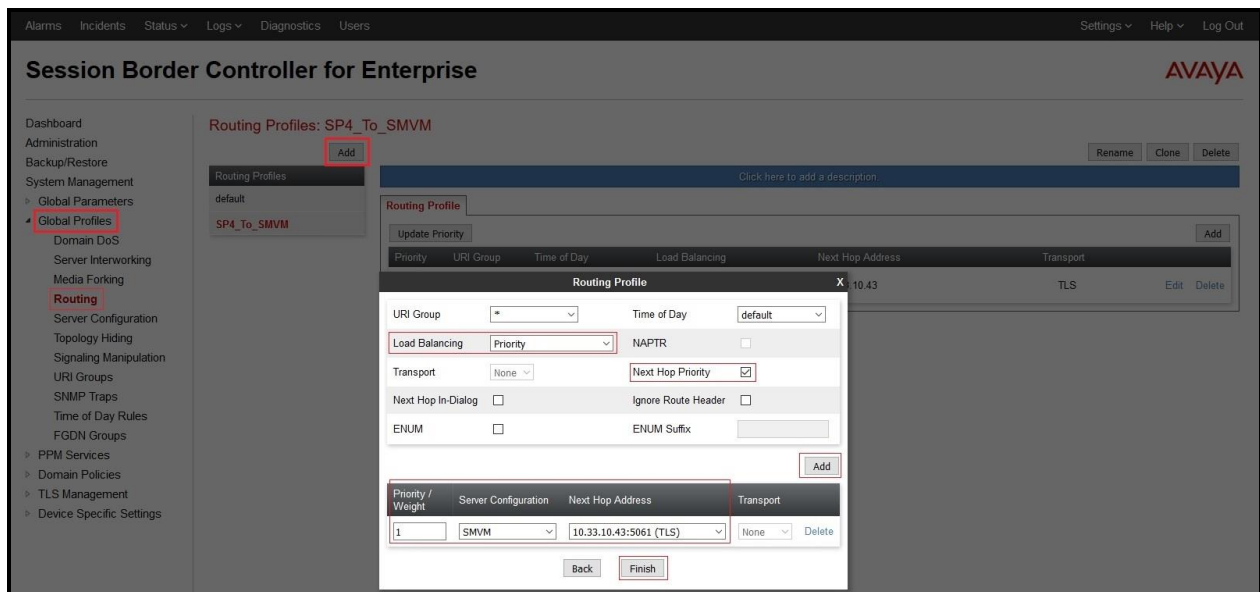 Alarms Incidents Status Logs Diagnostics Users Settings Help Log Out
Session Border Controller for Enterprise
AVAYA
Dashboard
Administration
Backup/Restore
System Management
Global Parameters
Global Profiles
Domain DoS
Server Interworking
Media Forking
Routing
Server Configuration
Topology Hiding
Signaling Manipulation
URI Groups
SNMP Traps
Time of Day Rules
FGDN Groups
PPM Services
Domain Policies
TLS Management
Device Specific Settings
Routing Profiles: SP4_To_SMVM
Add
Rename Clone Delete
Routing Profiles
default
SP4_To_SMVM
Click here to add a description.
Routing Profile
Update Priority Add
Priority URI Group Time of Day Load Balancing Next Hop Address Transport
.10.43 TLS Edit Delete
Routing Profile X
URI Group * Time of Day default
Load Balancing Priority NAPTR
Transport None Next Hop Priority
Next Hop In-Dialog Ignore Route Header
ENUM ENUM Suffix
Add
Priority / Weight Server Configuration Next Hop Address Transport
1 SMVM 10.33.10.43:5061 (TLS) None Delete
Back Finish